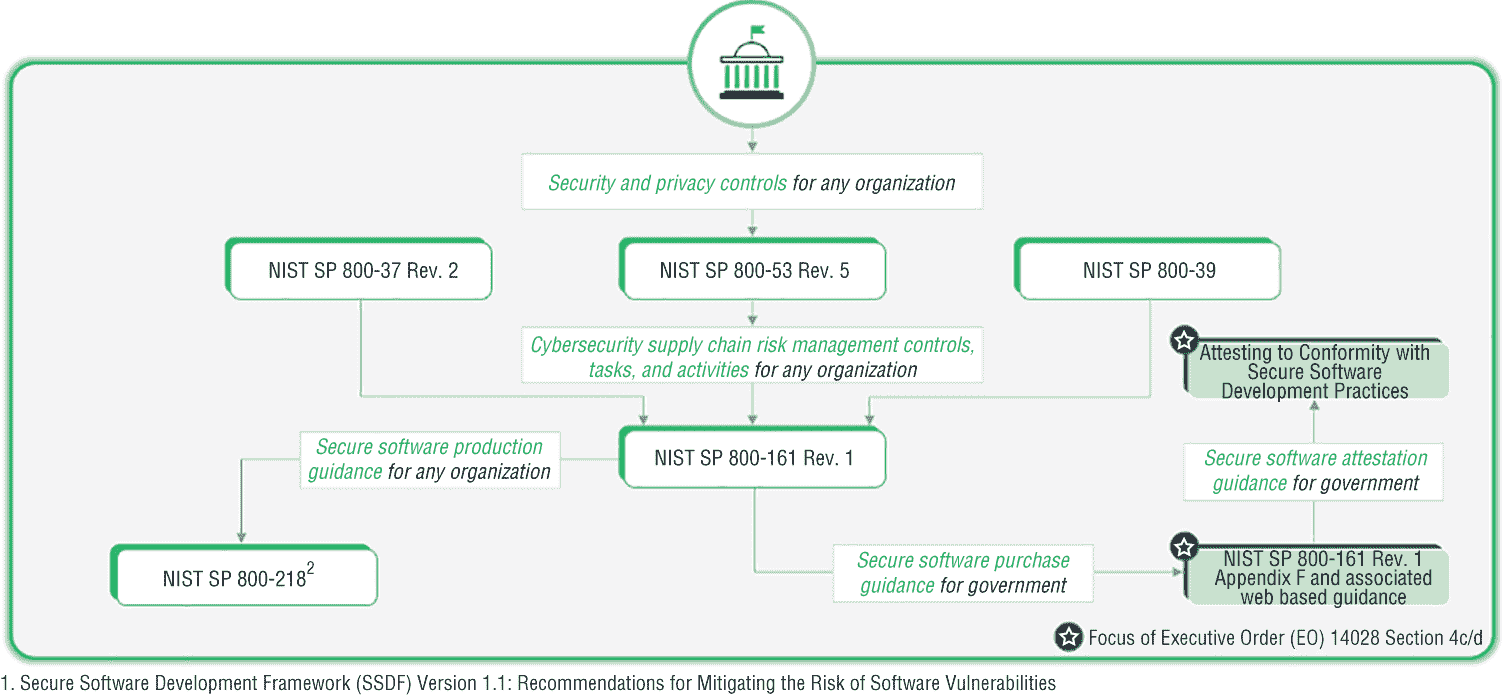 Security and privacy controls for any organization
NIST SP 800-37 Rev. 2
NIST SP 800-53 Rev. 5
NIST SP 800-39
Cybersecurity supply chain risk management controls,
tasks, and activities for any organization
Attesting to Conformity with
Secure Software
Development Practices
Secure software production
guidance for any organization
NIST SP 800-161 Rev. 1
Secure software attestation
guidance for government
NIST SP 800-218²
Secure software purchase
guidance for government
NIST SP 800-161 Rev. 1
Appendix F and associated
web based guidance
Focus of Executive Order (EO) 14028 Section 4c/d
1. Secure Software Development Framework (SSDF) Version 1.1: Recommendations for Mitigating the Risk of Software Vulnerabilities